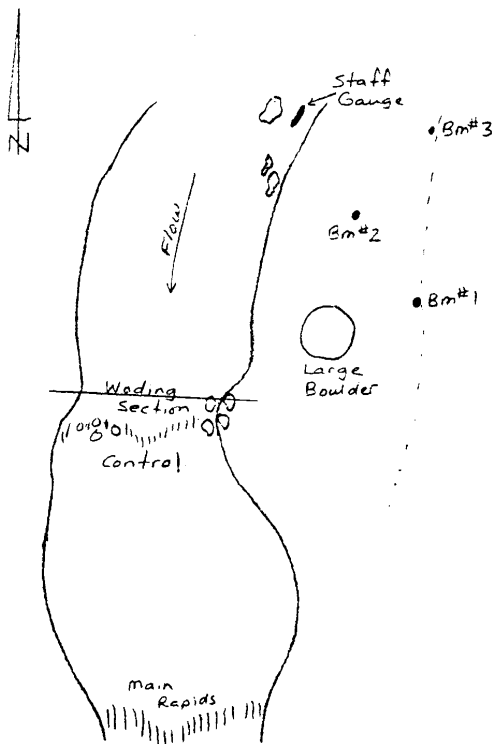 Staff
Gauge
N
Bm#3
Flow
Bm#2
Bm#1
Large
Boulder
Wading
Section
Control
Main
Rapids